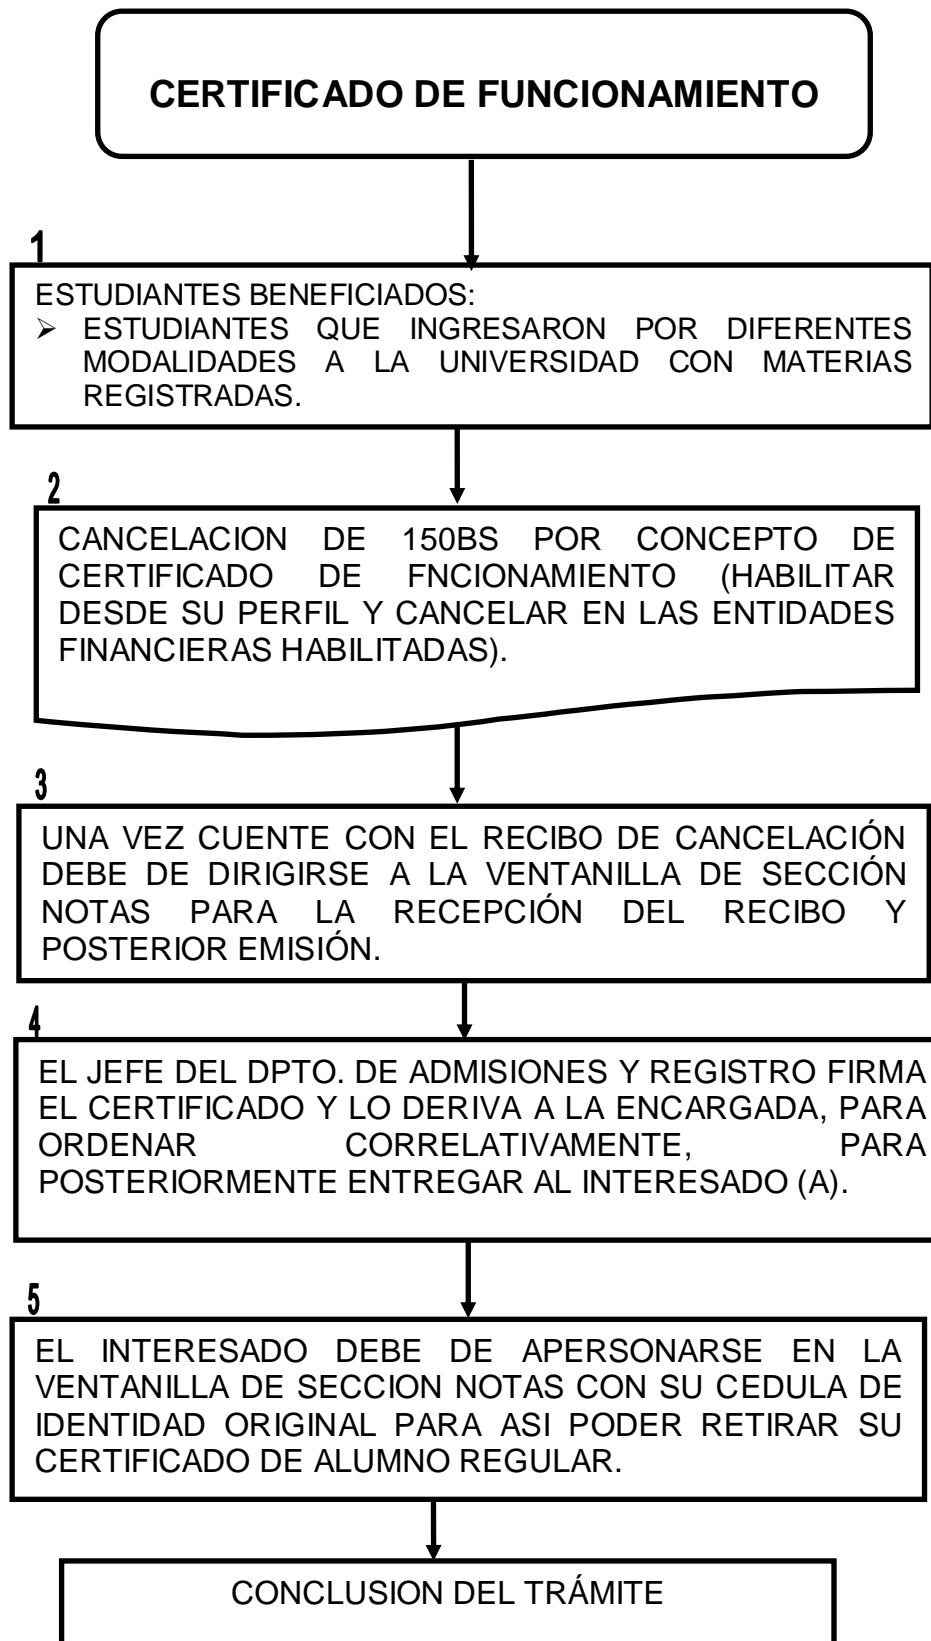 CERTIFICADO DE FUNCIONAMIENTO
1
ESTUDIANTES BENEFICIADOS:
➢ ESTUDIANTES QUE INGRESARON POR DIFERENTES
MODALIDADES A LA UNIVERSIDAD CON MATERIAS
REGISTRADAS.
2
CANCELACION DE 150BS POR CONCEPTO DE
CERTIFICADO DE FNCIONAMIENTO (HABILITAR
DESDE SU PERFIL Y CANCELAR EN LAS ENTIDADES
FINANCIERAS HABILITADAS).
3
UNA VEZ CUENTE CON EL RECIBO DE CANCELACIÓN
DEBE DE DIRIGIRSE A LA VENTANILLA DE SECCIÓN
NOTAS PARA LA RECEPCIÓN DEL RECIBO Y
POSTERIOR EMISIÓN.
4
EL JEFE DEL DPTO. DE ADMISIONES Y REGISTRO FIRMA
EL CERTIFICADO Y LO DERIVA A LA ENCARGADA, PARA
ORDENAR CORRELATIVAMENTE, PARA
POSTERIORMENTE ENTREGAR AL INTERESADO (A).
5
EL INTERESADO DEBE DE APERSONARSE EN LA
VENTANILLA DE SECCION NOTAS CON SU CEDULA DE
IDENTIDAD ORIGINAL PARA ASI PODER RETIRAR SU
CERTIFICADO DE ALUMNO REGULAR.
CONCLUSION DEL TRÁMITE